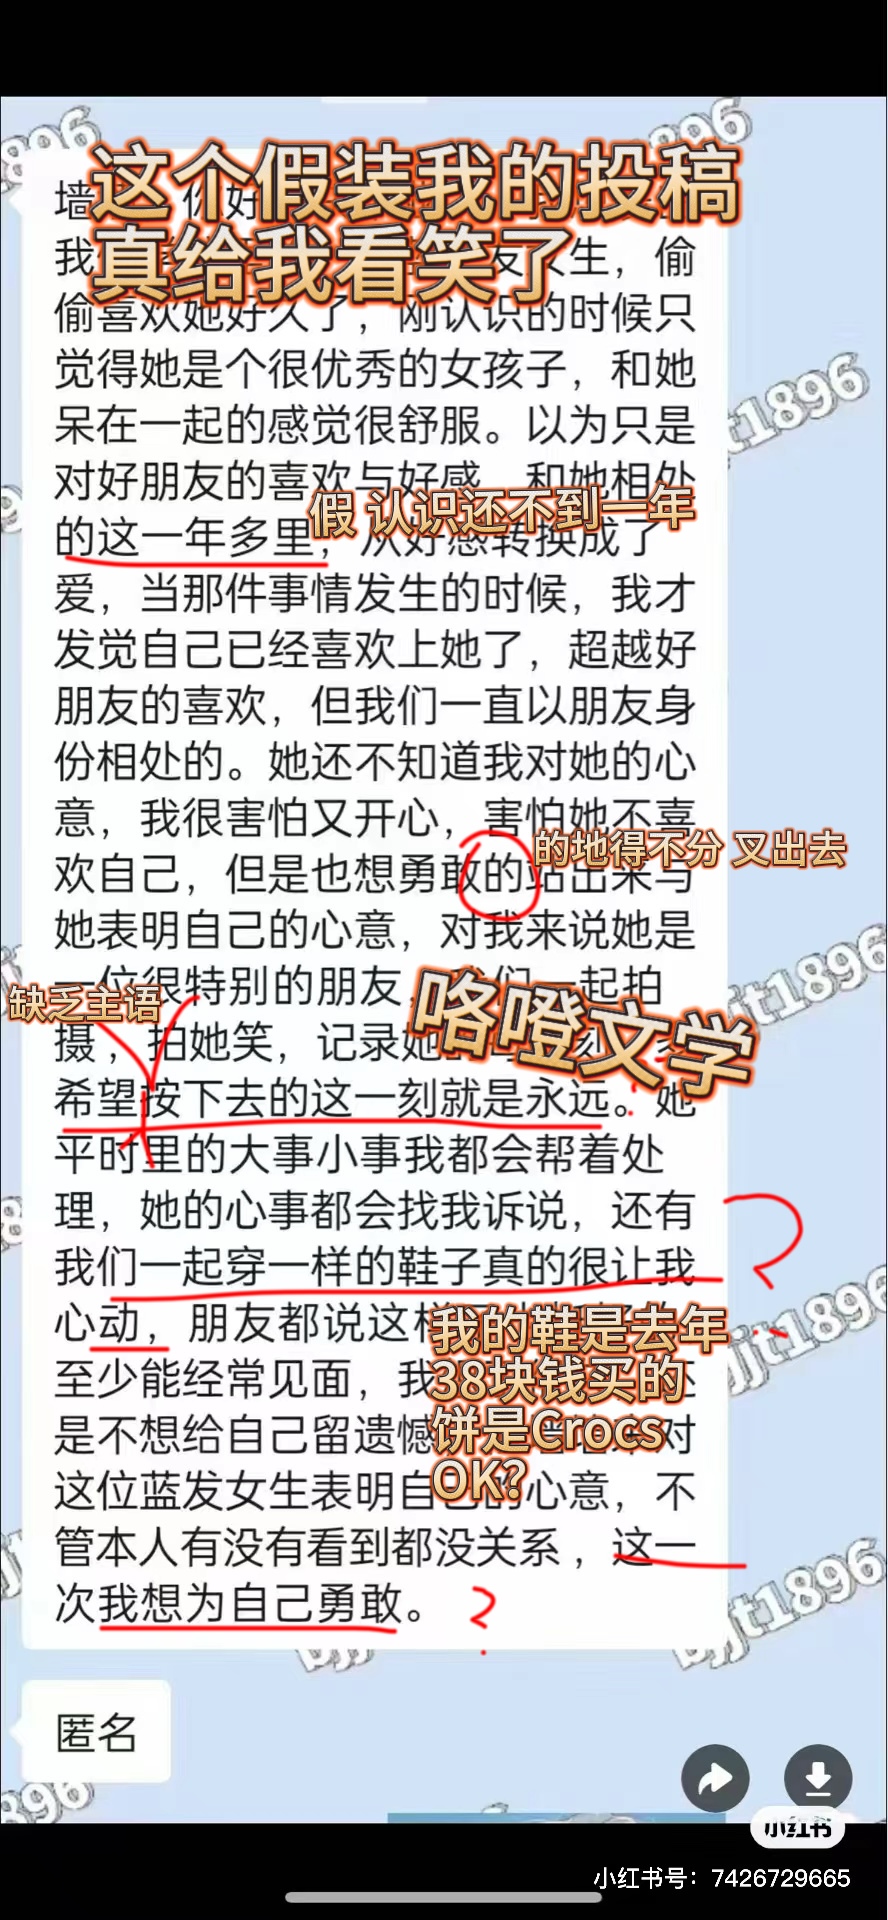 这个假装我的投稿
真给我看笑了
墙 你好
我 发女生，偷
偷喜欢她好久了，刚认识的时候只
觉得她是个很优秀的女孩子，和她
呆在一起的感觉很舒服。以为只是
对好朋友的喜欢与好感，和她相处
假 认识还不到一年
的这一年多里，从好感转换成了
爱，当那件事情发生的时候，我才
发觉自己已经喜欢上她了，超越好
朋友的喜欢，但我们一直以朋友身
份相处的。她还不知道我对她的心
意，我很害怕又开心，害怕她不喜
的地得不分 叉出去
欢自己，但是也想勇敢的站出来与
她表明自己的心意，对我来说她是
一位很特别的朋友，我们一起拍
缺乏主语
咯噔文学
摄，拍她笑，记录她 刻
希望按下去的这一刻就是永远。她
平时里的大事小事我都会帮着处
理，她的心事都会找我诉说，还有
我们一起穿一样的鞋子真的很让我
心动，朋友都说这样
我的鞋是去年
38块钱买的
饼是Crocs
OK?
至少能经常见面，我
是不想给自己留遗憾 对
这位蓝发女生表明自己的心意，不
管本人有没有看到都没关系，这一
次我想为自己勇敢。
?
匿名
bjjt1896
小红书
小红书号：7426729665